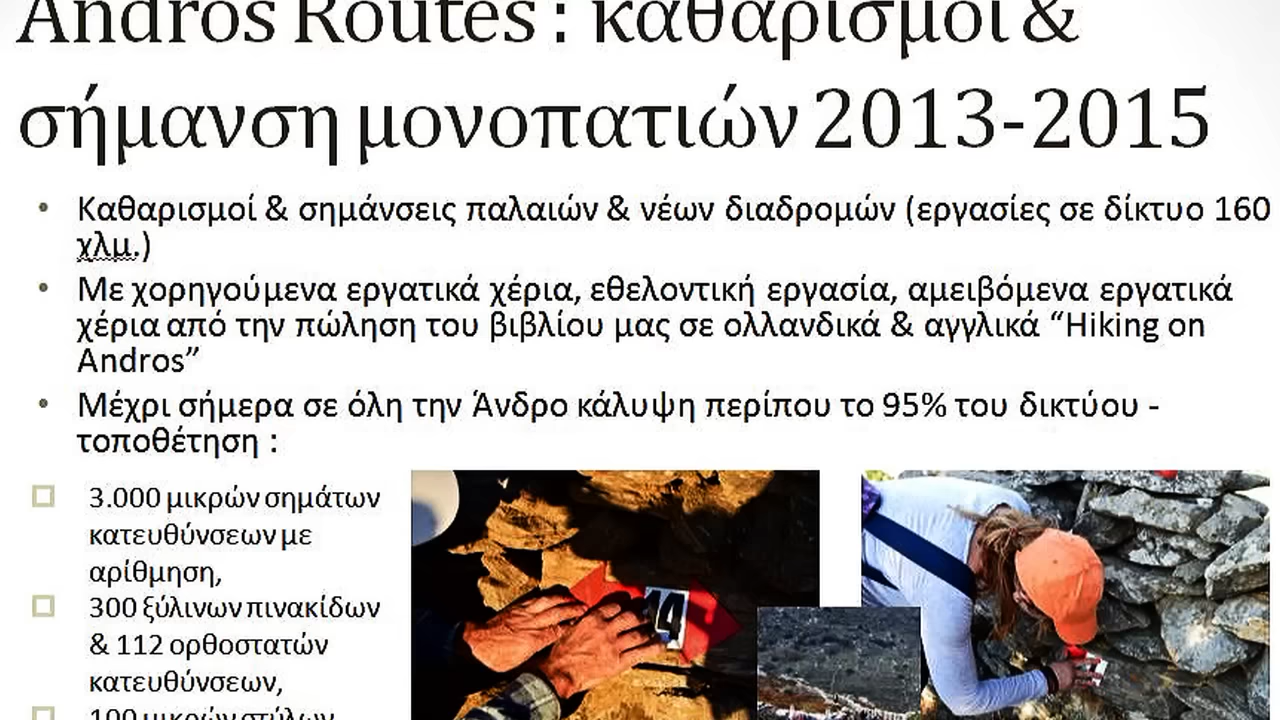 Andros Routes : καθαρισμοί &
σήμανση μονοπατιών 2013-2015
• Καθαρισμοί & σημάνσεις παλαιών & νέων διαδρομών (εργασίες σε δίκτυο 160
χλμ.)
• Με χορηγούμενα εργατικά χέρια, εθελοντική εργασία, αμειβόμενα εργατικά
χέρια από την πώληση του βιβλίου μας σε ολλανδικά & αγγλικά “Hiking on
Andros”
• Μέχρι σήμερα σε όλη την Άνδρο κάλυψη περίπου το 95% του δικτύου -
τοποθέτηση :
3.000 μικρών σημάτων
κατευθύνσεων με
αρίθμηση,
300 ξύλινων πινακίδων
& 112 ορθοστατών
κατευθύνσεων,
100 μικρών στύλων
14